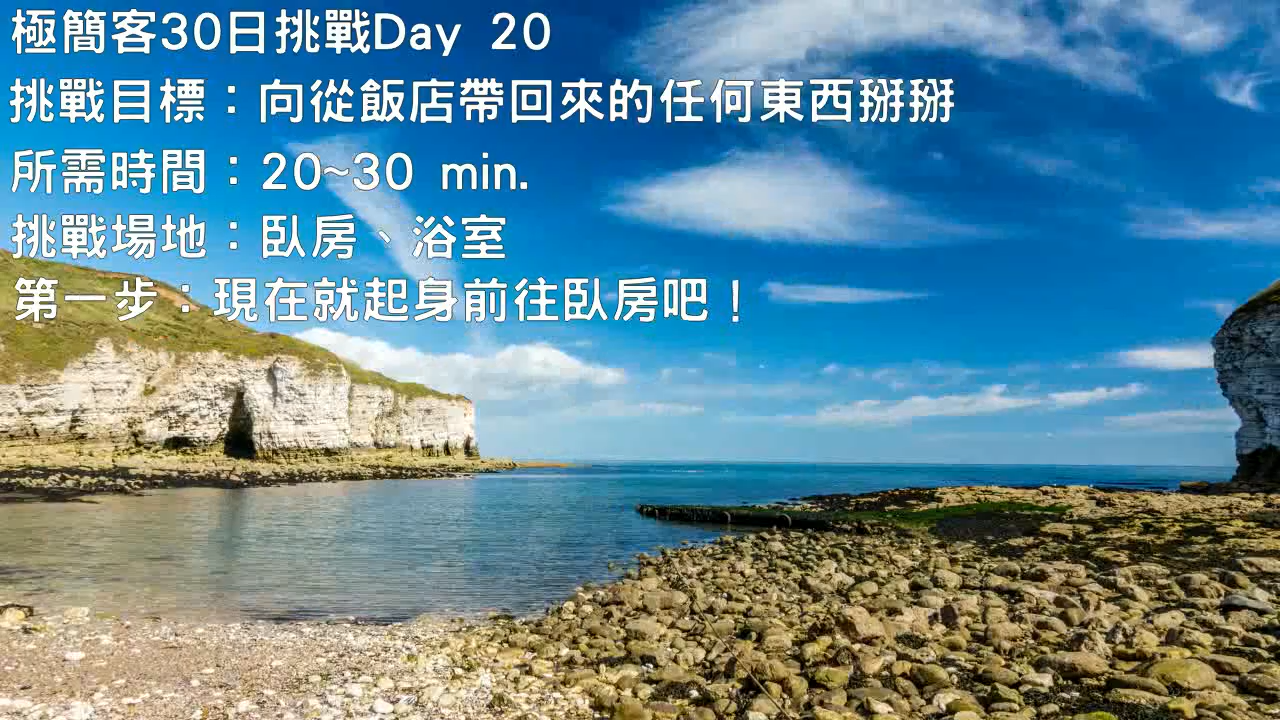 極簡客30日挑戰Day 20
挑戰目標：向從飯店帶回來的任何東西掰掰
所需時間：20~30 min.
挑戰場地：臥房、浴室
第一步：現在就起身前往臥房吧！